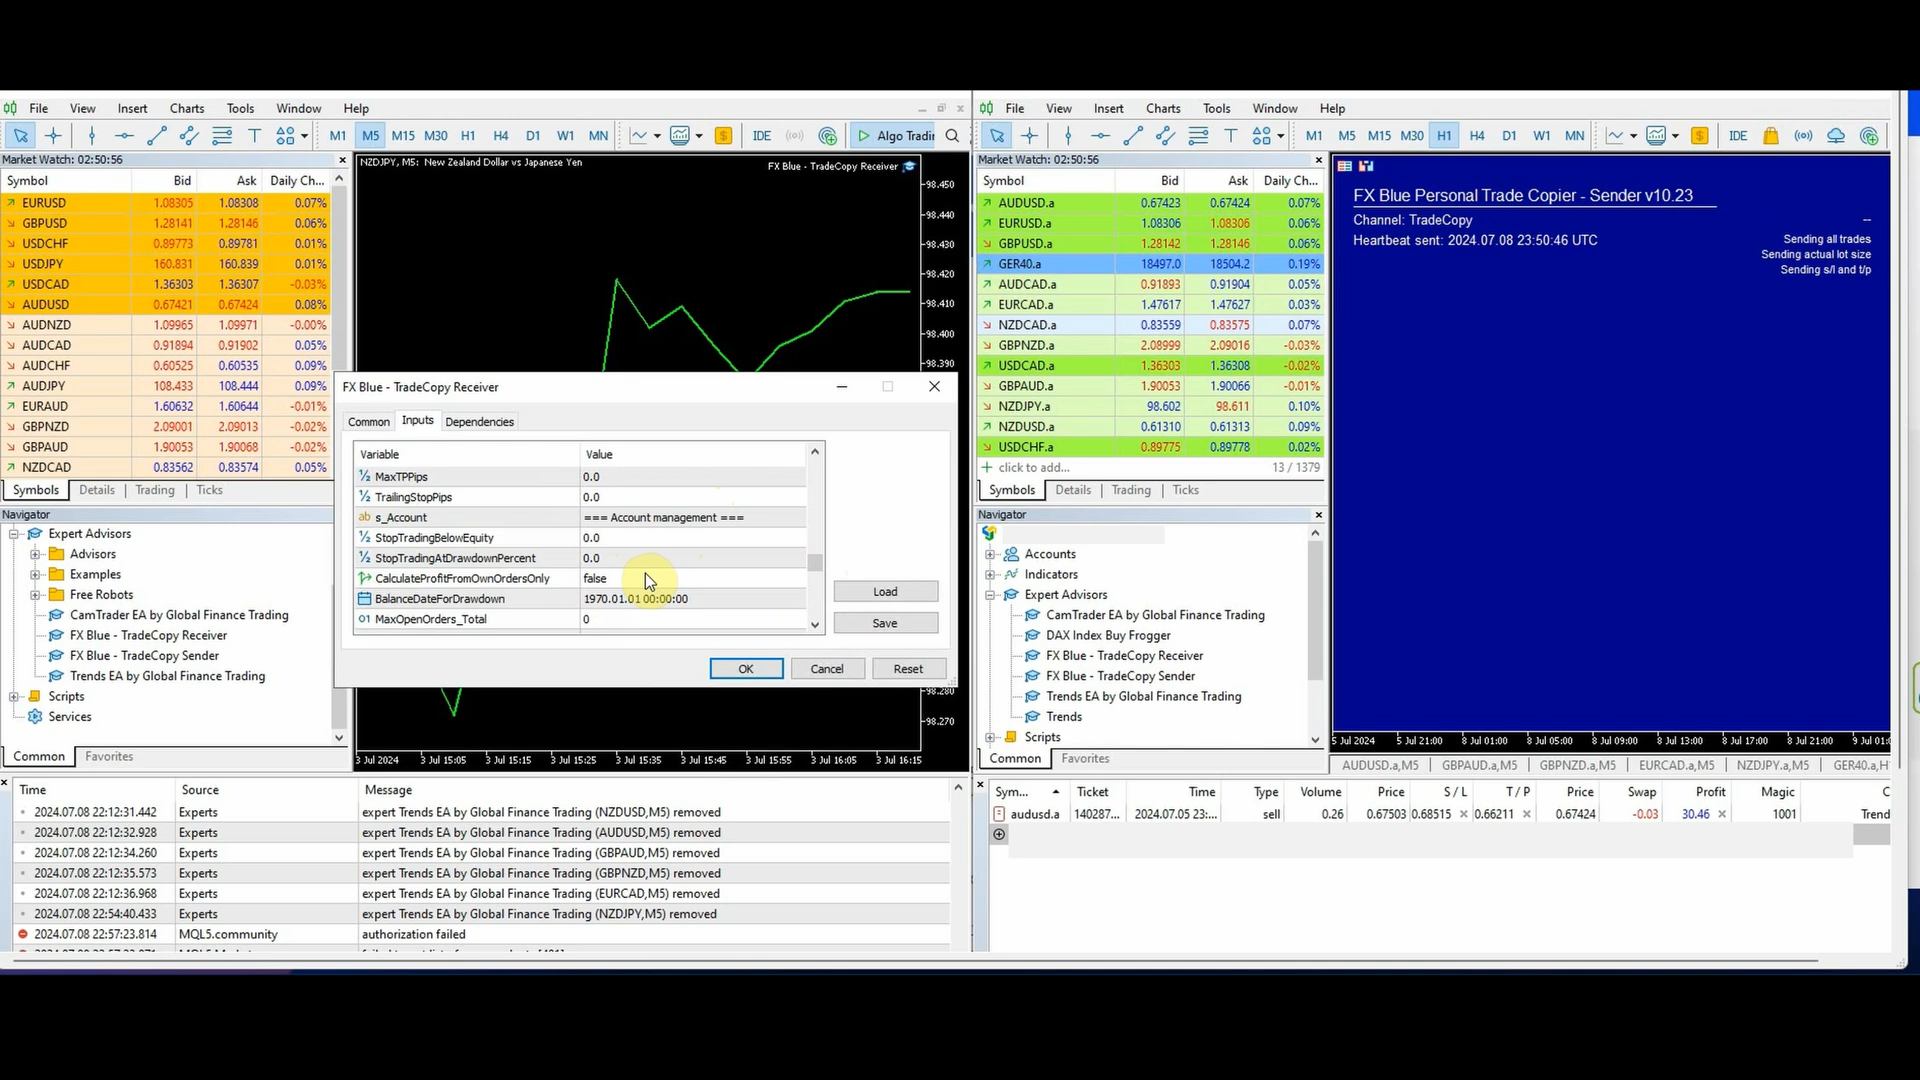 File View Insert Charts Tools Window Help
M1 M5 M15 M30 H1 H4 D1 W1 MN IDE Algo Tradin
Market Watch: 02:50:56
Symbol Bid Ask Daily Ch...
EURUSD 1.08305 1.08308 0.07%
GBPUSD 1.28141 1.28146 0.06%
USDCHF 0.89773 0.89781 0.01%
USDJPY 160.831 160.839 0.01%
USDCAD 1.36303 1.36307 -0.03%
AUDUSD 0.67421 0.67424 0.08%
AUDNZD 1.09965 1.09971 -0.00%
AUDCAD 0.91894 0.91902 0.05%
AUDCHF 0.60525 0.60535 0.09%
AUDJPY 108.433 108.444 0.09%
EURAUD 1.60632 1.60644 -0.01%
GBPNZD 2.09001 2.09013 -0.02%
GBPAUD 1.90053 1.90068 -0.02%
NZDCAD 0.83562 0.83574 0.05%
Symbols Details Trading Ticks
Navigator
Expert Advisors
Advisors
Examples
Free Robots
CamTrader EA by Global Finance Trading
FX Blue - TradeCopy Receiver
FX Blue - TradeCopy Sender
Trends EA by Global Finance Trading
Scripts
Services
Common Favorites
NZDJPY, M5: New Zealand Dollar vs Japanese Yen
FX Blue - TradeCopy Receiver
98.450
98.440
98.430
98.420
98.410
98.400
98.390
98.280
98.270
3 Jul 2024 3 Jul 15:05 3 Jul 15:15 3 Jul 15:25 3 Jul 15:35 3 Jul 15:45 3 Jul 15:55 3 Jul 16:05 3 Jul 16:15
FX Blue - TradeCopy Receiver
Common Inputs Dependencies
Variable Value
MaxTPPips 0.0
TrailingStopPips 0.0
ab s_Account === Account management ===
StopTradingBelowEquity 0.0
StopTradingAtDrawdownPercent 0.0
CalculateProfitFromOwnOrdersOnly false
BalanceDateForDrawdown 1970.01.01 00:00:00
01 MaxOpenOrders_Total 0
Load
Save
OK Cancel Reset
Time Source Message
2024.07.08 22:12:31.442 Experts expert Trends EA by Global Finance Trading (NZDUSD,M5) removed
2024.07.08 22:12:32.928 Experts expert Trends EA by Global Finance Trading (AUDUSD,M5) removed
2024.07.08 22:12:34.260 Experts expert Trends EA by Global Finance Trading (GBPAUD,M5) removed
2024.07.08 22:12:35.573 Experts expert Trends EA by Global Finance Trading (GBPNZD,M5) removed
2024.07.08 22:12:36.968 Experts expert Trends EA by Global Finance Trading (EURCAD,M5) removed
2024.07.08 22:54:40.433 Experts expert Trends EA by Global Finance Trading (NZDJPY,M5) removed
2024.07.08 22:57:23.814 MQL5.community authorization failed
File View Insert Charts Tools Window Help
M1 M5 M15 M30 H1 H4 D1 W1 MN IDE
Market Watch: 02:50:56
Symbol Bid Ask Daily Ch...
AUDUSD.a 0.67423 0.67424 0.07%
EURUSD.a 1.08306 1.08306 0.06%
GBPUSD.a 1.28142 1.28146 0.06%
GER40.a 18497.0 18504.2 0.19%
AUDCAD.a 0.91893 0.91904 0.05%
EURCAD.a 1.47617 1.47627 0.03%
NZDCAD.a 0.83559 0.83575 0.07%
GBPNZD.a 2.08999 2.09016 -0.03%
USDCAD.a 1.36303 1.36308 -0.02%
GBPAUD.a 1.90053 1.90066 -0.01%
NZDJPY.a 98.602 98.611 0.10%
NZDUSD.a 0.61310 0.61313 0.09%
USDCHF.a 0.89775 0.89778 0.02%
click to add... 13 / 1379
Symbols Details Trading Ticks
Navigator
Accounts
Indicators
Expert Advisors
CamTrader EA by Global Finance Trading
DAX Index Buy Frogger
FX Blue - TradeCopy Receiver
FX Blue - TradeCopy Sender
Trends EA by Global Finance Trading
Trends
Scripts
Common Favorites
FX Blue Personal Trade Copier - Sender v10.23
Channel: TradeCopy --
Heartbeat sent: 2024.07.08 23:50:46 UTC
Sending all trades
Sending actual lot size
Sending s/l and t/p
5 Jul 2024 5 Jul 21:00 8 Jul 01:00 8 Jul 05:00 8 Jul 09:00 8 Jul 13:00 8 Jul 17:00 8 Jul 21:00 9 Jul 01:
AUDUSD.a,M5 GBPAUD.a,M5 GBPNZD.a,M5 EURCAD.a,M5 NZDJPY.a,M5 GER40.a,H
Sym... Ticket Time Type Volume Price S / L T / P Price Swap Profit Magic C
audusd.a 140287... 2024.07.05 23:... sell 0.26 0.67503 0.68515 0.66211 0.67424 -0.03 30.46 1001 Trend